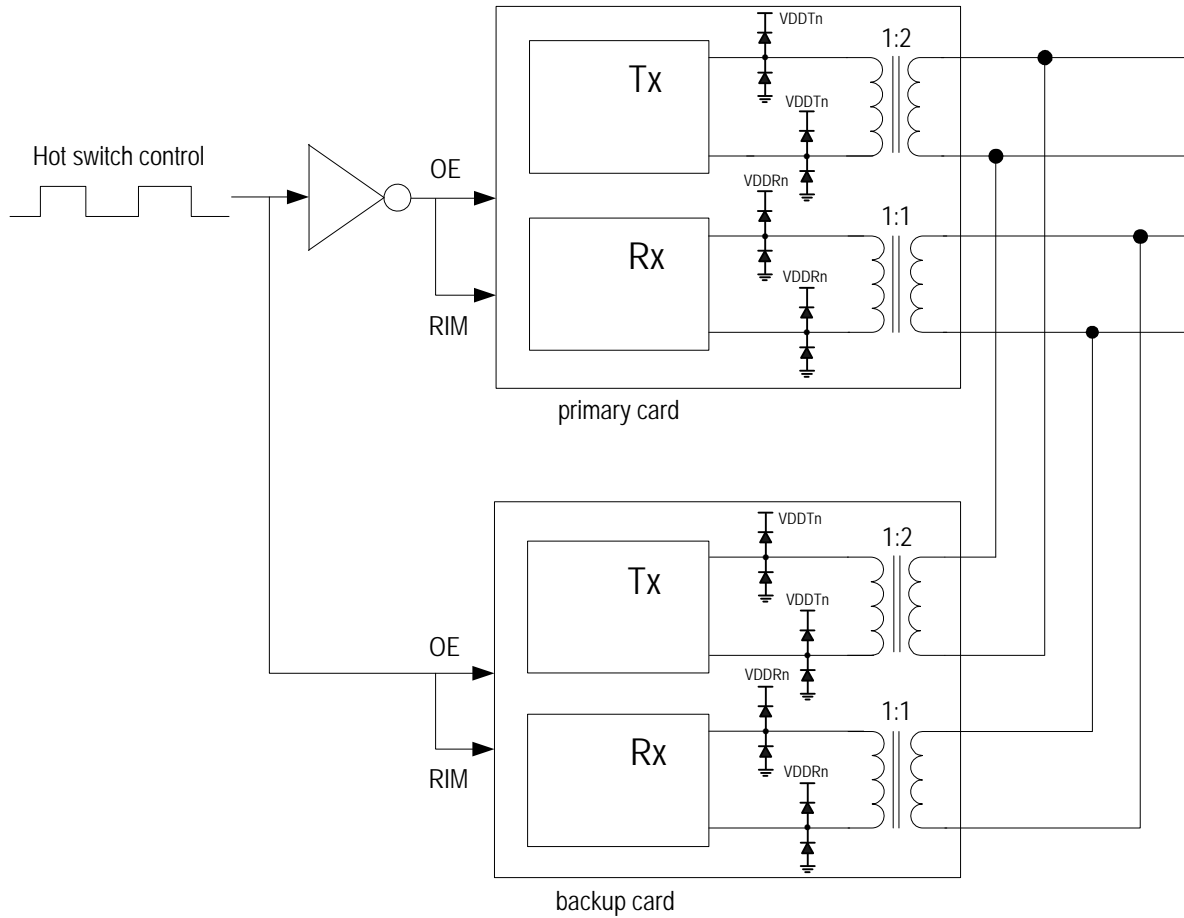 VDDTn
1:2
Tx
VDDTn
Hot switch control
OE
VDDRn
1:1
Rx
VDDRn
RIM
primary card
VDDTn
1:2
Tx
VDDTn
OE
VDDRn
1:1
Rx
RIM
VDDRn
backup card